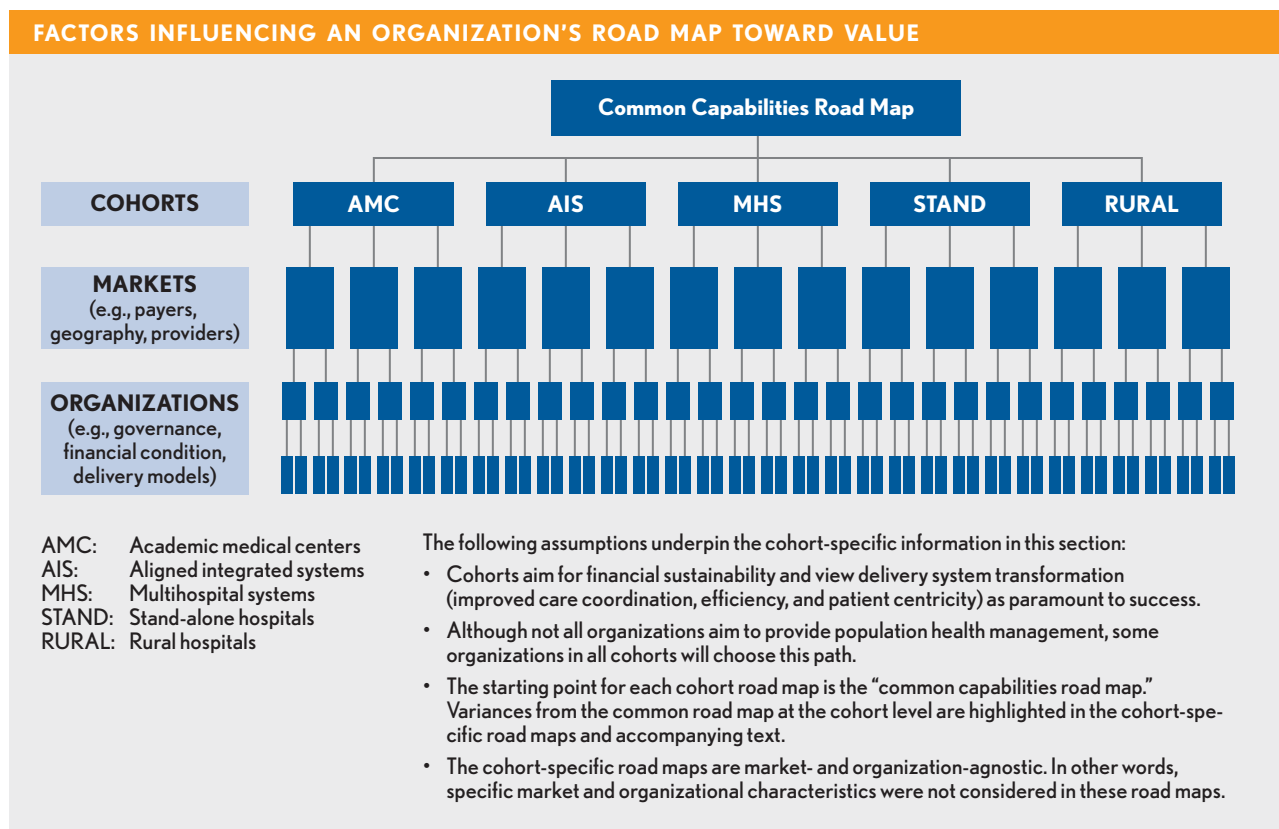 FACTORS INFLUENCING AN ORGANIZATION'S ROAD MAP TOWARD VALUE
Common Capabilities Road Map
COHORTS
AMC
AIS
MHS
STAND
RURAL
MARKETS
(e.g., payers,
geography, providers)
ORGANIZATIONS
(e.g., governance,
financial condition,
delivery models)
AMC: Academic medical centers
AIS: Aligned integrated systems
MHS: Multihospital systems
STAND: Stand-alone hospitals
RURAL: Rural hospitals
The following assumptions underpin the cohort-specific information in this section:
• Cohorts aim for financial sustainability and view delivery system transformation
(improved care coordination, efficiency, and patient centricity) as paramount to success.
• Although not all organizations aim to provide population health management, some
organizations in all cohorts will choose this path.
• The starting point for each cohort road map is the “common capabilities road map.”
Variances from the common road map at the cohort level are highlighted in the cohort-spe-
cific road maps and accompanying text.
• The cohort-specific road maps are market- and organization-agnostic. In other words,
specific market and organizational characteristics were not considered in these road maps.